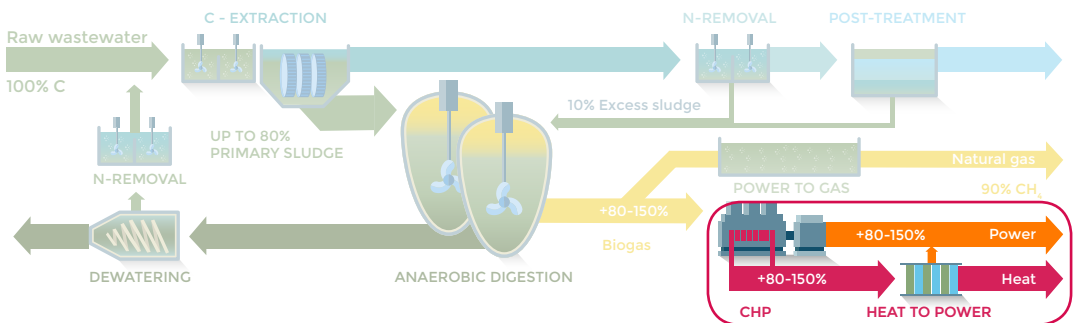 C - EXTRACTION
N-REMOVAL
POST-TREATMENT
Raw wastewater
100% C
10% Excess sludge
UP TO 80%
PRIMARY SLUDGE
N-REMOVAL
Natural gas
POWER TO GAS
90% CH
+80-150%
Biogas
+80-150%
Power
DEWATERING
ANAEROBIC DIGESTION
+80-150%
Heat
CHP
HEAT TO POWER